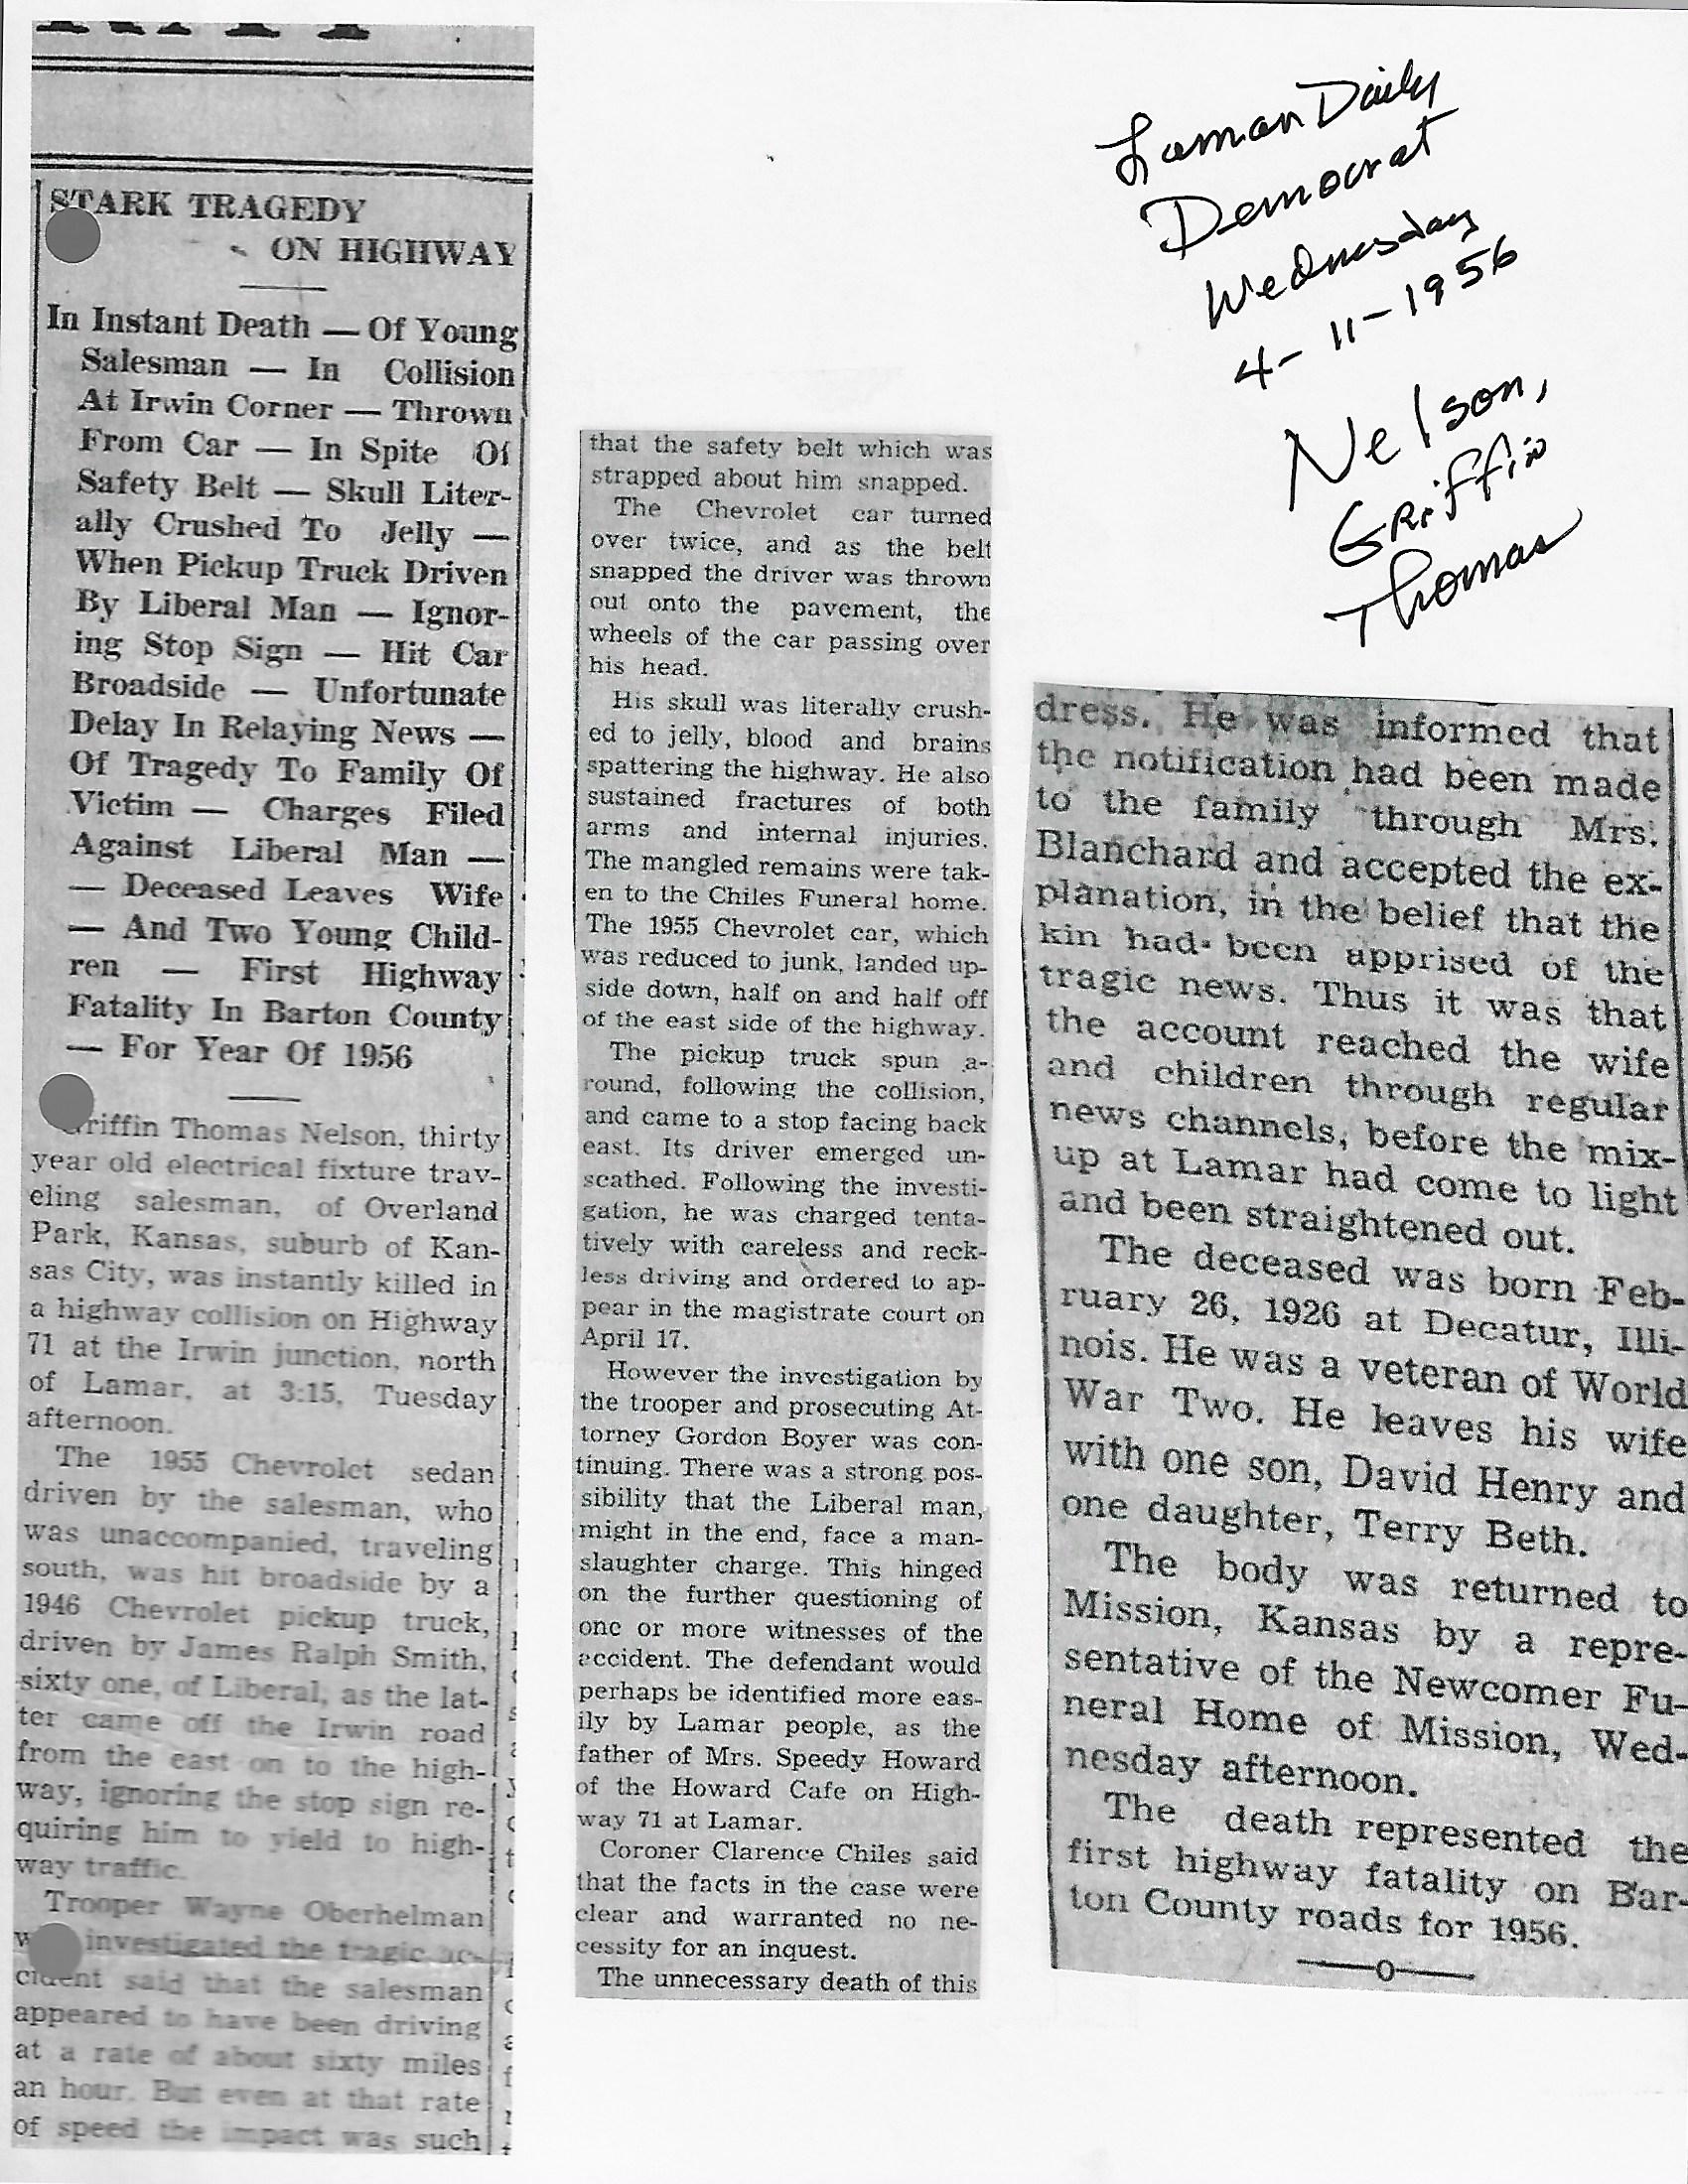 STARK TRAGEDY
ON HIGHWAY
In Instant Death — Of Young
Salesman — In Collision
At Irwin Corner — Thrown
From Car — In Spite Of
Safety Belt — Skull Liter-
ally Crushed To Jelly —
When Pickup Truck Driven
By Liberal Man — Ignor-
ing Stop Sign — Hit Car
Broadside — Unfortunate
Delay In Relaying News —
Of Tragedy To Family Of
Victim — Charges Filed
Against Liberal Man —
— Deceased Leaves Wife
— And Two Young Child-
ren — First Highway
Fatality In Barton County
— For Year Of 1956
riffin Thomas Nelson, thirty
year old electrical fixture trav-
eling salesman, of Overland
Park, Kansas, suburb of Kan-
sas City, was instantly killed in
a highway collision on Highway
71 at the Irwin junction, north
of Lamar, at 3:15, Tuesday
afternoon.
The 1955 Chevrolet sedan
driven by the salesman, who
was unaccompanied, traveling
south, was hit broadside by a
1946 Chevrolet pickup truck,
driven by James Ralph Smith,
sixty one, of Liberal, as the lat-
ter came off the Irwin road
from the east on to the high-
way, ignoring the stop sign re-
quiring him to yield to high-
way traffic.
Trooper Wayne Oberhelman
w investigated the tragic ac-
cident said that the salesman
appeared to have been driving
at a rate of about sixty miles
an hour. But even at that rate
of speed the impact was such
that the safety belt which was
strapped about him snapped.
The Chevrolet car turned
over twice, and as the belt
snapped the driver was thrown
out onto the pavement, the
wheels of the car passing over
his head.
His skull was literally crush-
ed to jelly, blood and brains
spattering the highway. He also
sustained fractures of both
arms and internal injuries.
The mangled remains were tak-
en to the Chiles Funeral home.
The 1955 Chevrolet car, which
was reduced to junk, landed up-
side down, half on and half off
of the east side of the highway.
The pickup truck spun a-
round, following the collision,
and came to a stop facing back
east. Its driver emerged un-
scathed. Following the investi-
gation, he was charged tenta-
tively with careless and reck-
less driving and ordered to ap-
pear in the magistrate court on
April 17.
However the investigation by
the trooper and prosecuting At-
torney Gordon Boyer was con-
tinuing. There was a strong pos-
sibility that the Liberal man,
might in the end, face a man-
slaughter charge. This hinged
on the further questioning of
one or more witnesses of the
accident. The defendant would
perhaps be identified more eas-
ily by Lamar people, as the
father of Mrs. Speedy Howard
of the Howard Cafe on High-
way 71 at Lamar.
Coroner Clarence Chiles said
that the facts in the case were
clear and warranted no ne-
cessity for an inquest.
The unnecessary death of this
Lamar Daily
Democrat
Wednesday
4-11-1956
Nelson,
Griffin
Thomas
dress. He was informed that
the notification had been made
to the family through Mrs.
Blanchard and accepted the ex-
planation, in the belief that the
kin had been apprised of the
tragic news. Thus it was that
the account reached the wife
and children through regular
news channels, before the mix-
up at Lamar had come to light
and been straightened out.
The deceased was born Feb-
ruary 26, 1926 at Decatur, Illi-
nois. He was a veteran of World
War Two. He leaves his wife
with one son, David Henry and
one daughter, Terry Beth.
The body was returned to
Mission, Kansas by a repre-
sentative of the Newcomer Fu-
neral Home of Mission, Wed-
nesday afternoon.
The death represented the
first highway fatality on Bar-
ton County roads for 1956.
—o—